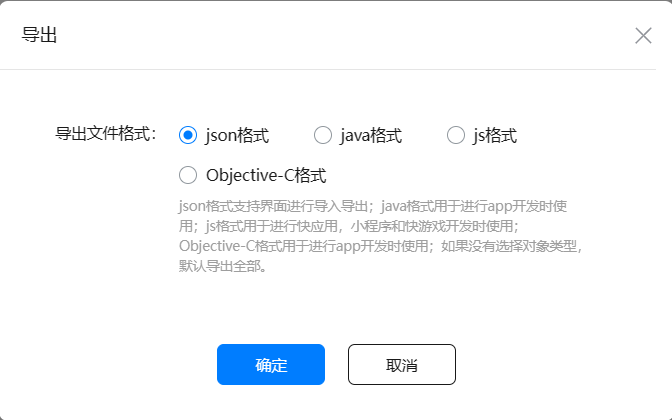 导出
导出文件格式： json格式 java格式 js格式
Objective-C格式
json格式支持界面进行导入导出；java格式用于进行app开发时使
用；js格式用于进行快应用，小程序和快游戏开发时使用；
Objective-C格式用于进行app开发时使用；如果没有选择对象类型，
默认导出全部。
确定 取消